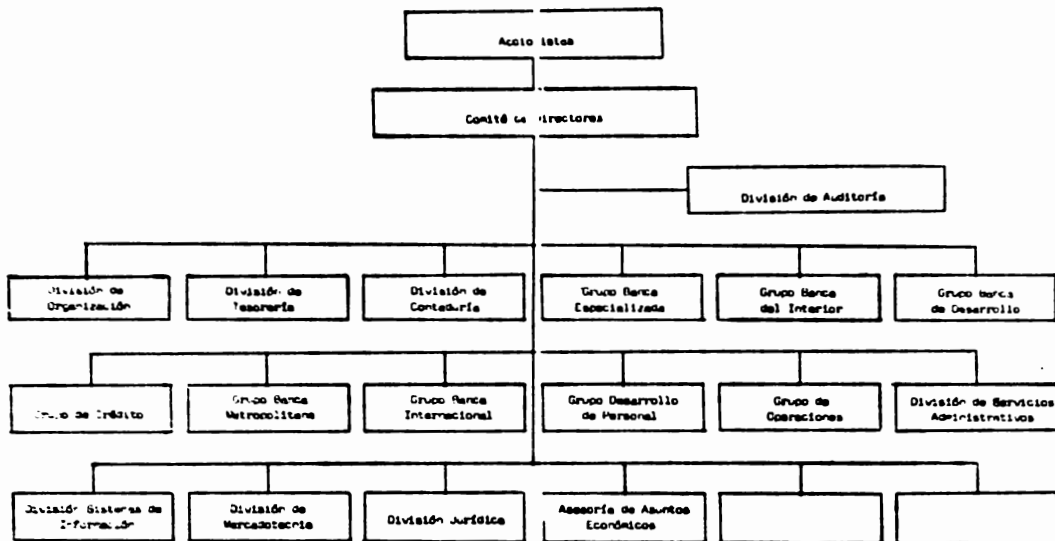 Accionistas
Comité de Directores
División de Auditoría
División de
Organización
División de
Tesorería
División de
Contaduría
Grupo Banca
Especializada
Grupo Banca
del Interior
Grupo Banca
de Desarrollo
Grupo de Crédito
Grupo Banca
Metropolitana
Grupo Banca
Internacional
Grupo Desarrollo
de Personal
Grupo de
Operaciones
División de Servicios
Administrativos
División Sistemas de
Información
División de
Mercadotecnia
División Jurídica
Asesoría de Asuntos
Económicos